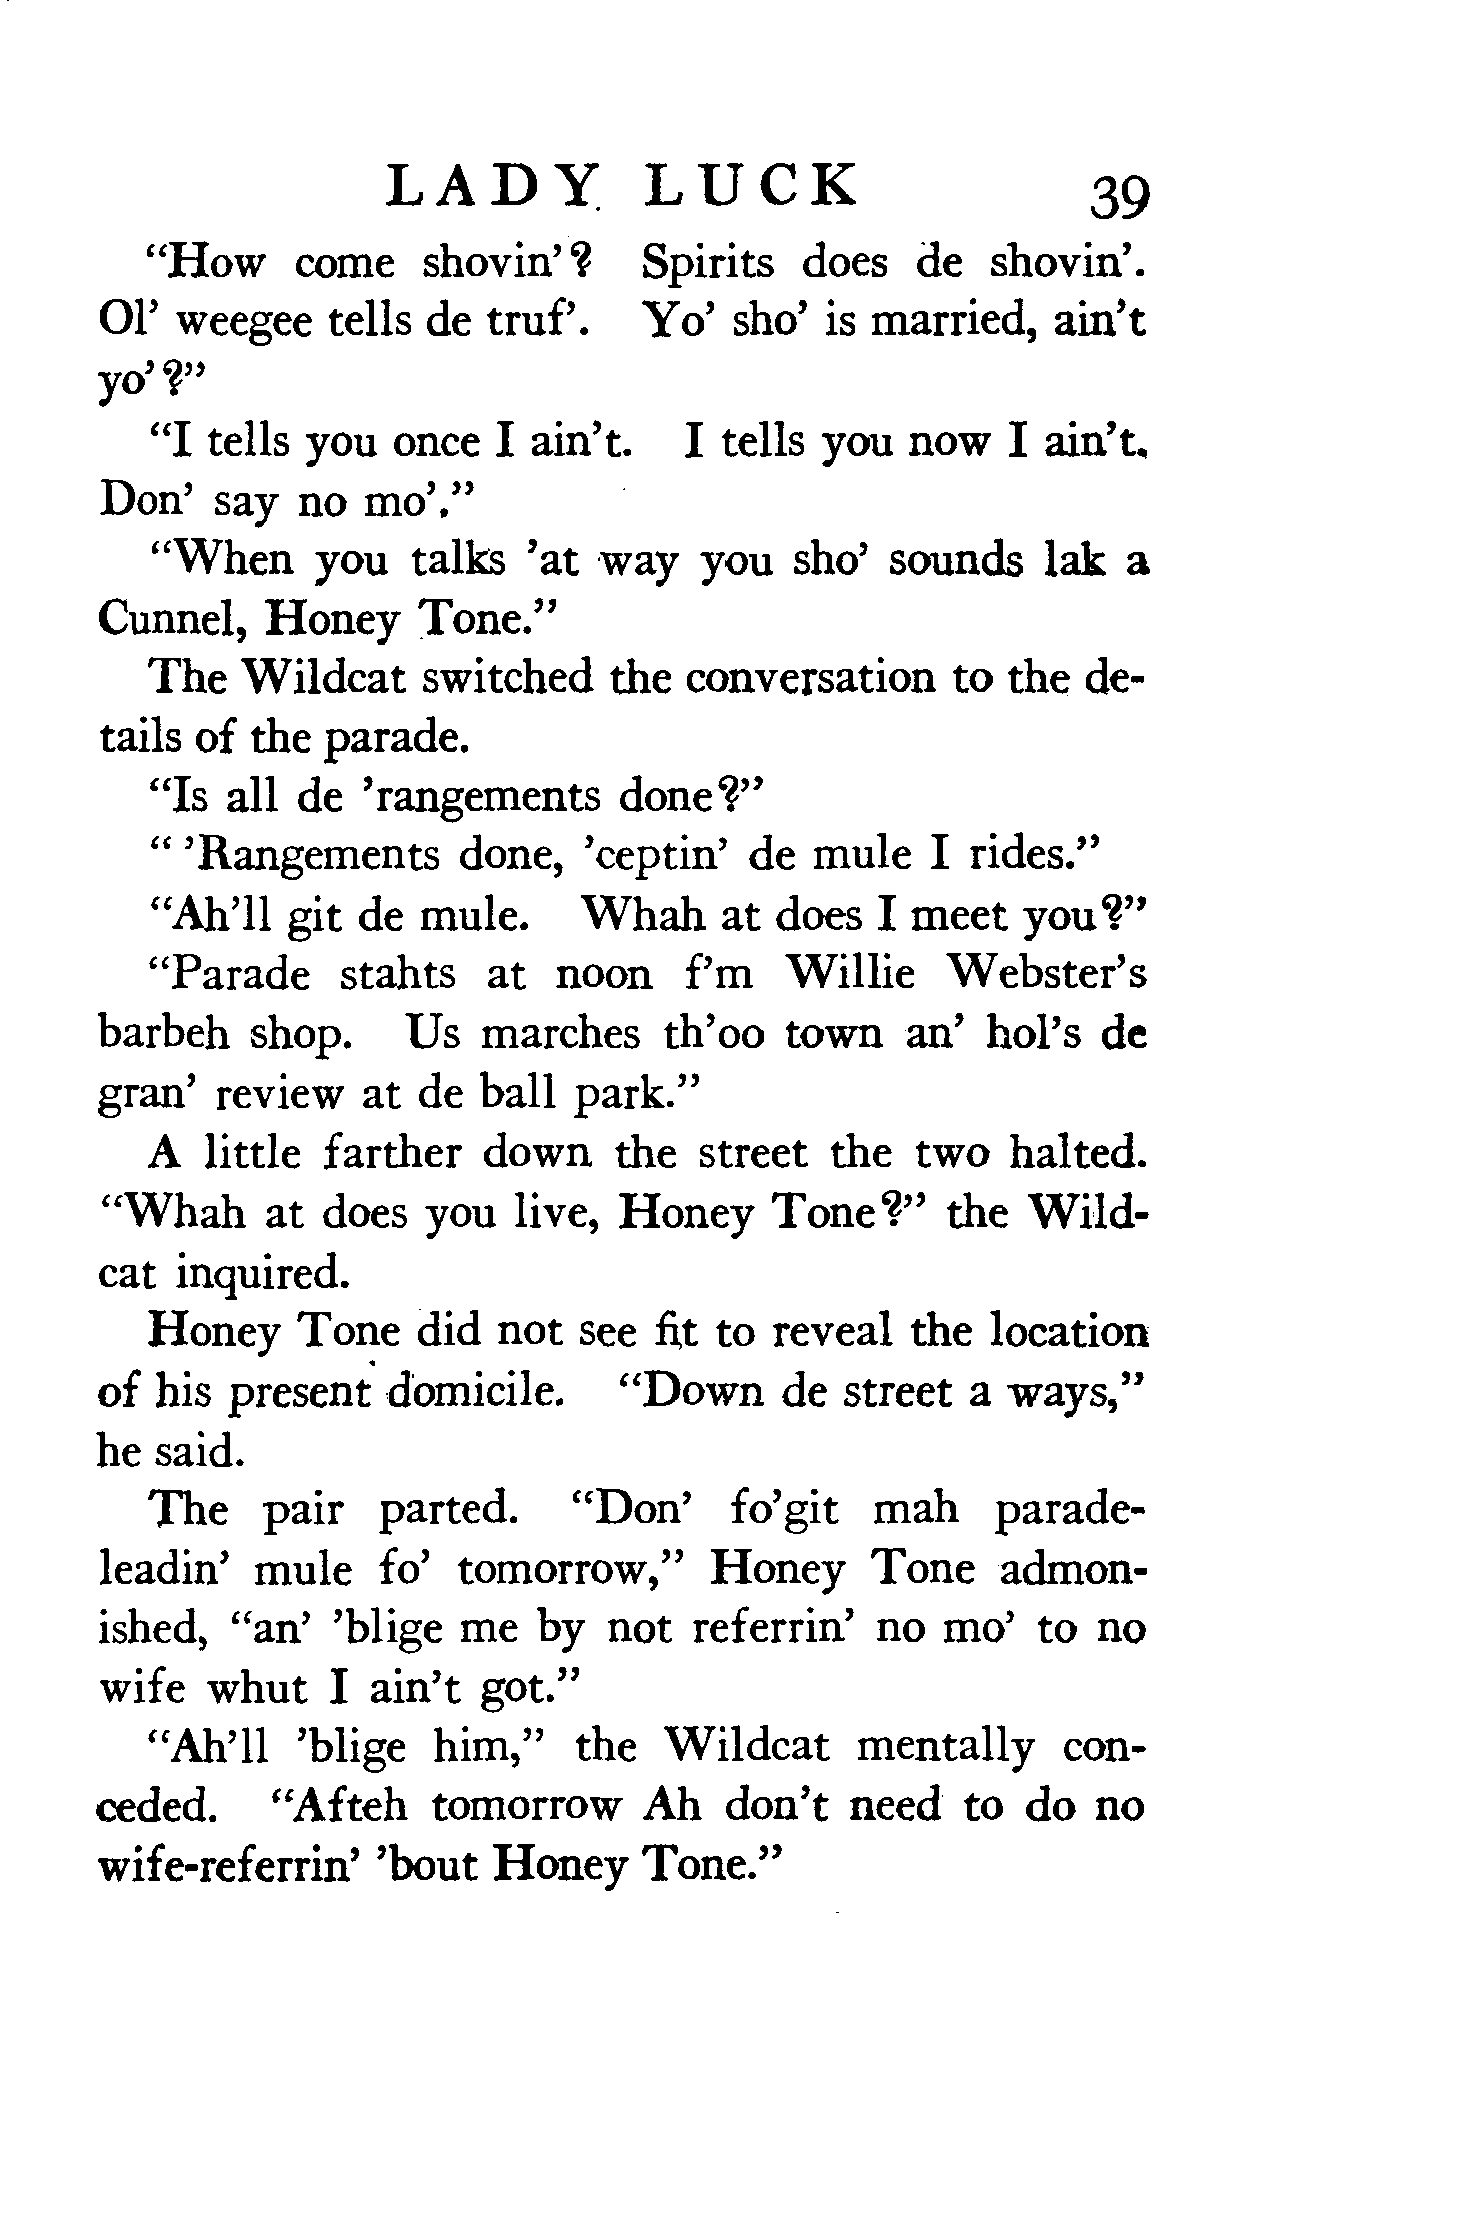 LADY LUCK 39
“How come shovin’? Spirits does de shovin’.
Ol’ weegee tells de truf’. Yo’ sho’ is married, ain’t
yo’?”
“I tells you once I ain’t. I tells you now I ain’t.
Don’ say no mo’.”
“When you talks ’at way you sho’ sounds lak a
Cunnel, Honey Tone.”
The Wildcat switched the conversation to the de-
tails of the parade.
“Is all de ’rangements done?”
“ ’Rangements done, ’ceptin’ de mule I rides.”
“Ah’ll git de mule. Whah at does I meet you?”
“Parade stahts at noon f’m Willie Webster’s
barbeh shop. Us marches th’oo town an’ hol’s de
gran’ review at de ball park.”
A little farther down the street the two halted.
“Whah at does you live, Honey Tone?” the Wild-
cat inquired.
Honey Tone did not see fit to reveal the location
of his present domicile. “Down de street a ways,”
he said.
The pair parted. “Don’ fo’git mah parade-
leadin’ mule fo’ tomorrow,” Honey Tone admon-
ished, “an’ ’blige me by not referrin’ no mo’ to no
wife whut I ain’t got.”
“Ah’ll ’blige him,” the Wildcat mentally con-
ceded. “Afteh tomorrow Ah don’t need to do no
wife-referrin’ ’bout Honey Tone.”